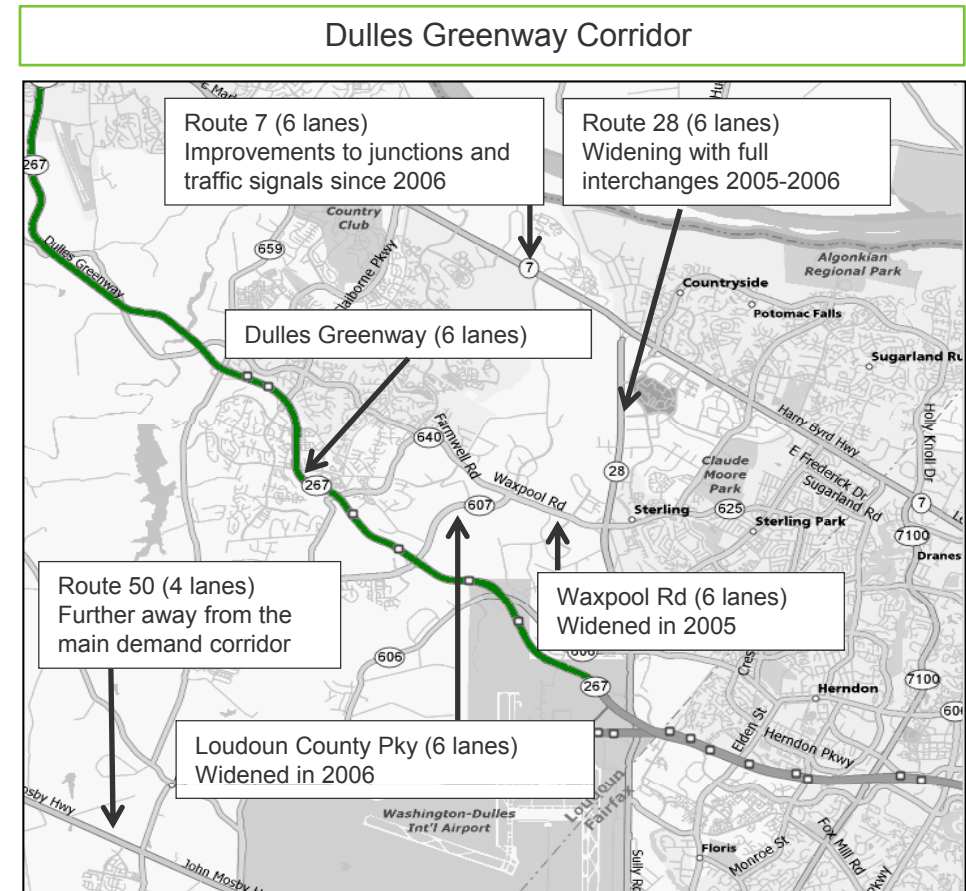 Dulles Greenway Corridor
Route 7 (6 lanes)
Improvements to junctions and
traffic signals since 2006
Route 28 (6 lanes)
Widening with full
interchanges 2005-2006
267
Country
Club
659
7
Algonkian
Regional Park
Dulles Greenway
Countryside
Potomac Falls
Dulles Greenway (6 lanes)
Sugarland
Harry Byrd Hwy
Holly Knoll Dr
640
Farmwell Rd
E Frederick Dr
Sugarland Rd
28
Claude
Moore
Park
267
Waxpool Rd
607
Sterling
625
Sterling Park
7
7100
Route 50 (4 lanes)
Further away from the
main demand corridor
Waxpool Rd (6 lanes)
Widened in 2005
606
606
267
Herndon
7100
Elden St
Herndon Pkwy
Loudoun County Pky (6 lanes)
Widened in 2006
Loudoun
Fairfax
Washington-Dulles
Int'l Airport
Floris
Monroe St
Fox Mill Rd
Sully
John Mosby